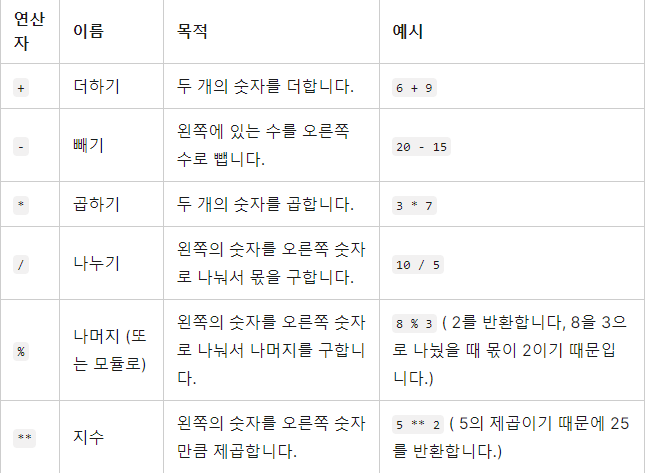 연산
자
이름
목적
예시
+
더하기
두 개의 숫자를 더합니다.
6 + 9
-
빼기
왼쪽에 있는 수를 오른쪽
수로 뺍니다.
20 - 15
*
곱하기
두 개의 숫자를 곱합니다.
3 * 7
/
나누기
왼쪽의 숫자를 오른쪽 숫자
로 나눠서 몫을 구합니다.
10 / 5
%
나머지 (또
는 모듈로)
왼쪽의 숫자를 오른쪽 숫자
로 나눠서 나머지를 구합니
다.
8 % 3 ( 2를 반환합니다, 8을 3으
로 나눴을 때 몫이 2이기 때문입
니다.)
**
지수
왼쪽의 숫자를 오른쪽 숫자
만큼 제곱합니다.
5 ** 2 ( 5의 제곱이기 때문에 25
를 반환합니다.)